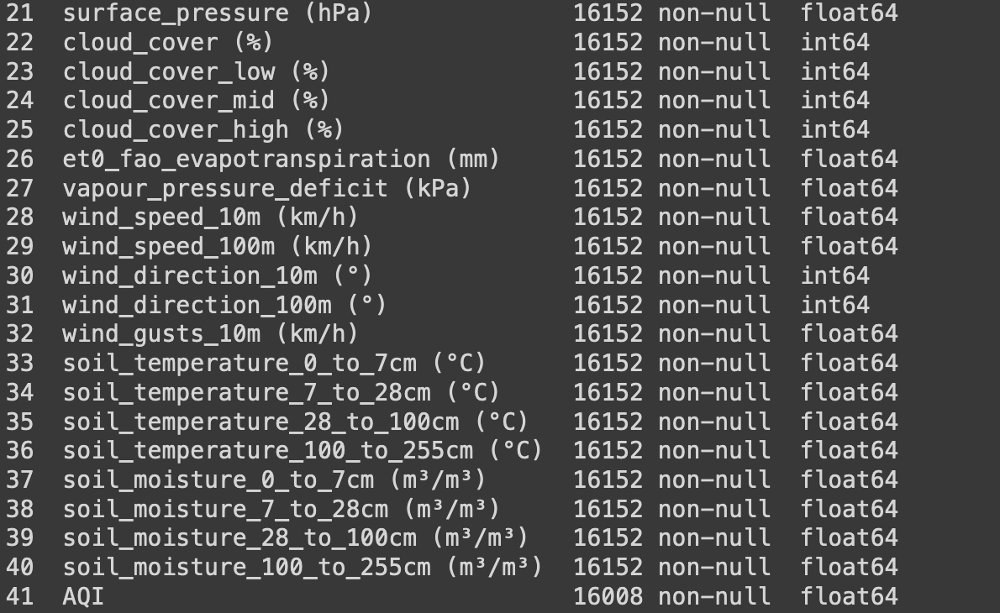 21 surface_pressure (hPa) 16152 non-null float64
22 cloud_cover (%) 16152 non-null int64
23 cloud_cover_low (%) 16152 non-null int64
24 cloud_cover_mid (%) 16152 non-null int64
25 cloud_cover_high (%) 16152 non-null int64
26 et0_fao_evapotranspiration (mm) 16152 non-null float64
27 vapour_pressure_deficit (kPa) 16152 non-null float64
28 wind_speed_10m (km/h) 16152 non-null float64
29 wind_speed_100m (km/h) 16152 non-null float64
30 wind_direction_10m (°) 16152 non-null int64
31 wind_direction_100m (°) 16152 non-null int64
32 wind_gusts_10m (km/h) 16152 non-null float64
33 soil_temperature_0_to_7cm (°C) 16152 non-null float64
34 soil_temperature_7_to_28cm (°C) 16152 non-null float64
35 soil_temperature_28_to_100cm (°C) 16152 non-null float64
36 soil_temperature_100_to_255cm (°C) 16152 non-null float64
37 soil_moisture_0_to_7cm (m³/m³) 16152 non-null float64
38 soil_moisture_7_to_28cm (m³/m³) 16152 non-null float64
39 soil_moisture_28_to_100cm (m³/m³) 16152 non-null float64
40 soil_moisture_100_to_255cm (m³/m³) 16152 non-null float64
41 AQI 16008 non-null float64